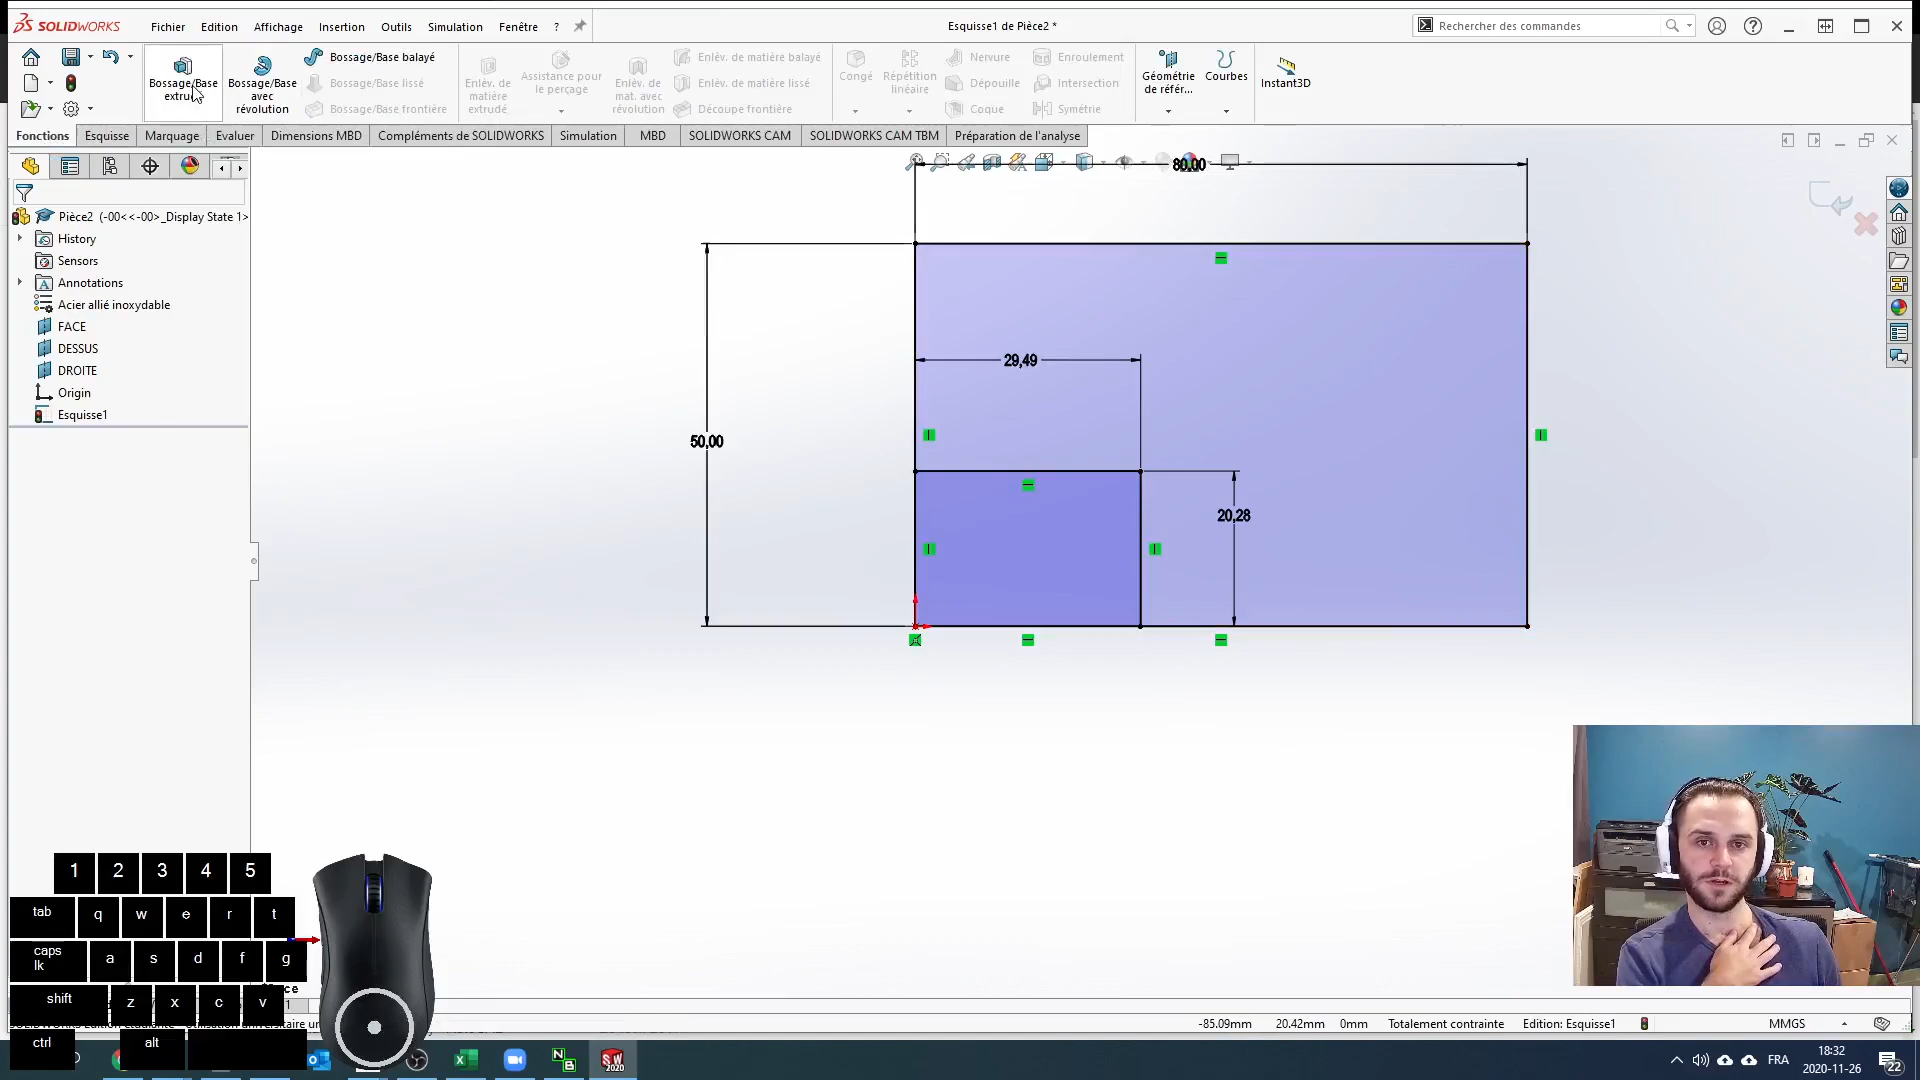 SOLIDWORKS
Fichier Edition Affichage Insertion Outils Simulation Fenêtre ?
Esquisse1 de Pièce2 *
Rechercher des commandes
Bossage/Base extrudé
Bossage/Base avec révolution
Bossage/Base balayé
Bossage/Base lissé
Bossage/Base frontière
Enlèv. de matière extrudé
Assistance pour le perçage
Enlèv. de mat. avec révolution
Enlèv. de matière balayé
Enlèv. de matière lissé
Découpe frontière
Congé
Répétition linéaire
Nervure
Dépouille
Coque
Enroulement
Intersection
Symétrie
Géométrie de référ...
Courbes
Instant3D
Fonctions Esquisse Marquage Evaluer Dimensions MBD Compléments de SOLIDWORKS Simulation MBD SOLIDWORKS CAM SOLIDWORKS CAM TBM Préparation de l'analyse
Pièce2 (-00<<-00>_Display State 1>
History
Sensors
Annotations
Acier allié inoxydable
FACE
DESSUS
DROITE
Origin
Esquisse1
80,00
29,49
50,00
20,28
1 2 3 4 5
tab q w e r t
caps lk a s d f g
shift z x c v
ctrl alt
-85.09mm 20.42mm 0mm Totalement contrainte Edition: Esquisse1 MMGS
FRA
18:32
2020-11-26
22
SW
2020